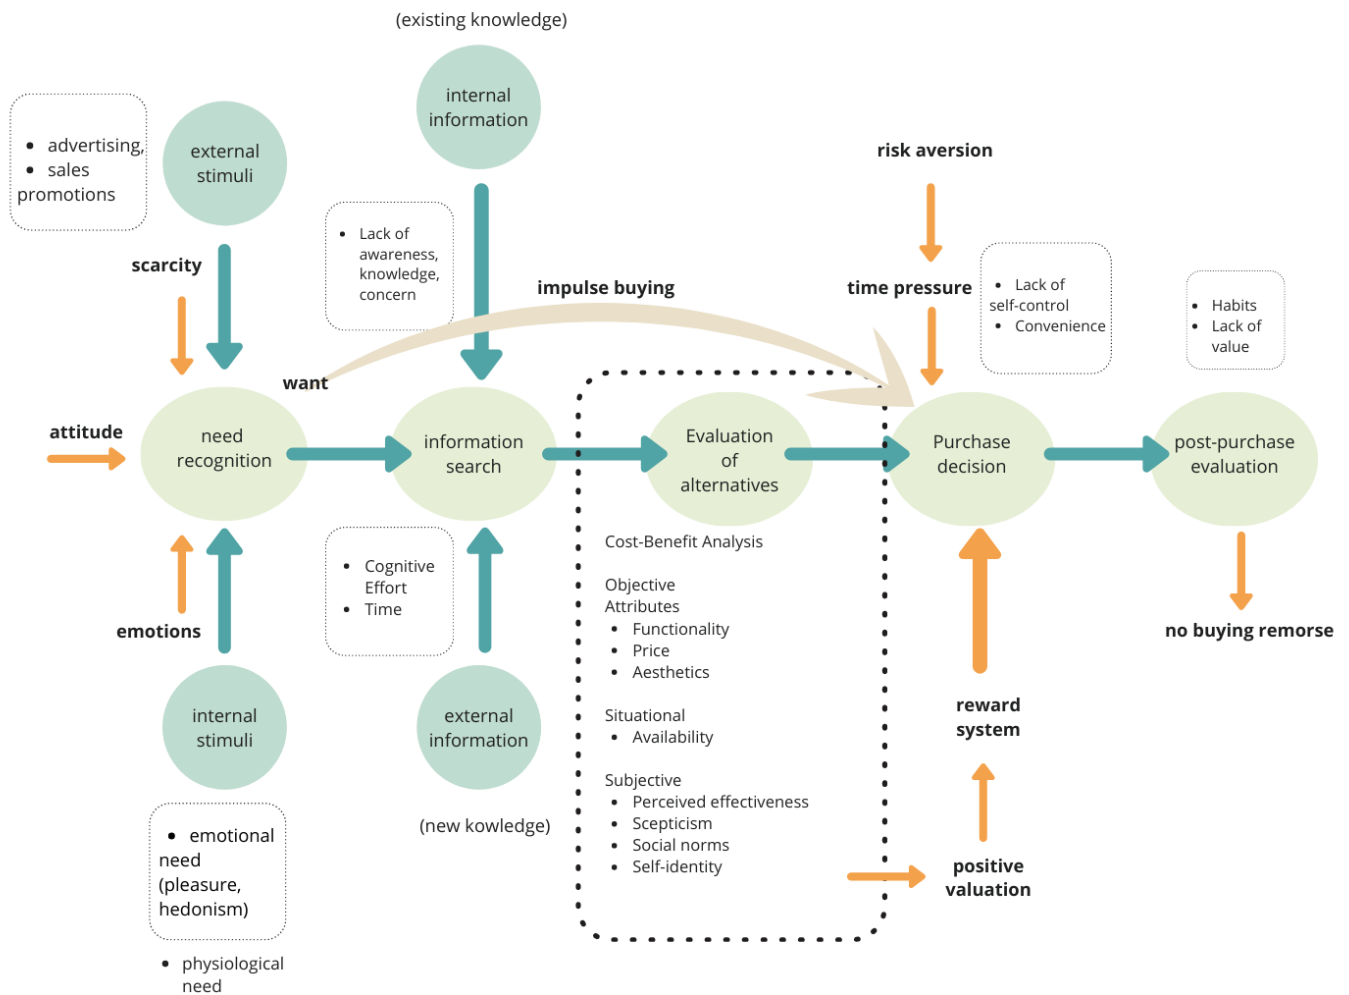 (existing knowledge)
internal
information
• advertising,
• sales
promotions
external
stimuli
scarcity
• Lack of
awareness,
knowledge,
concern
impulse buying
risk aversion
time pressure
• Lack of
self-control
• Convenience
• Habits
• Lack of
value
want
attitude
need
recognition
information
search
Evaluation
of
alternatives
Purchase
decision
post-purchase
evaluation
emotions
• Cognitive
Effort
• Time
internal
stimuli
external
information
(new kowledge)
• emotional
need
(pleasure,
hedonism)
• physiological
need
Cost-Benefit Analysis
Objective
Attributes
• Functionality
• Price
• Aesthetics
Situational
• Availability
Subjective
• Perceived effectiveness
• Scepticism
• Social norms
• Self-identity
reward
system
positive
valuation
no buying remorse